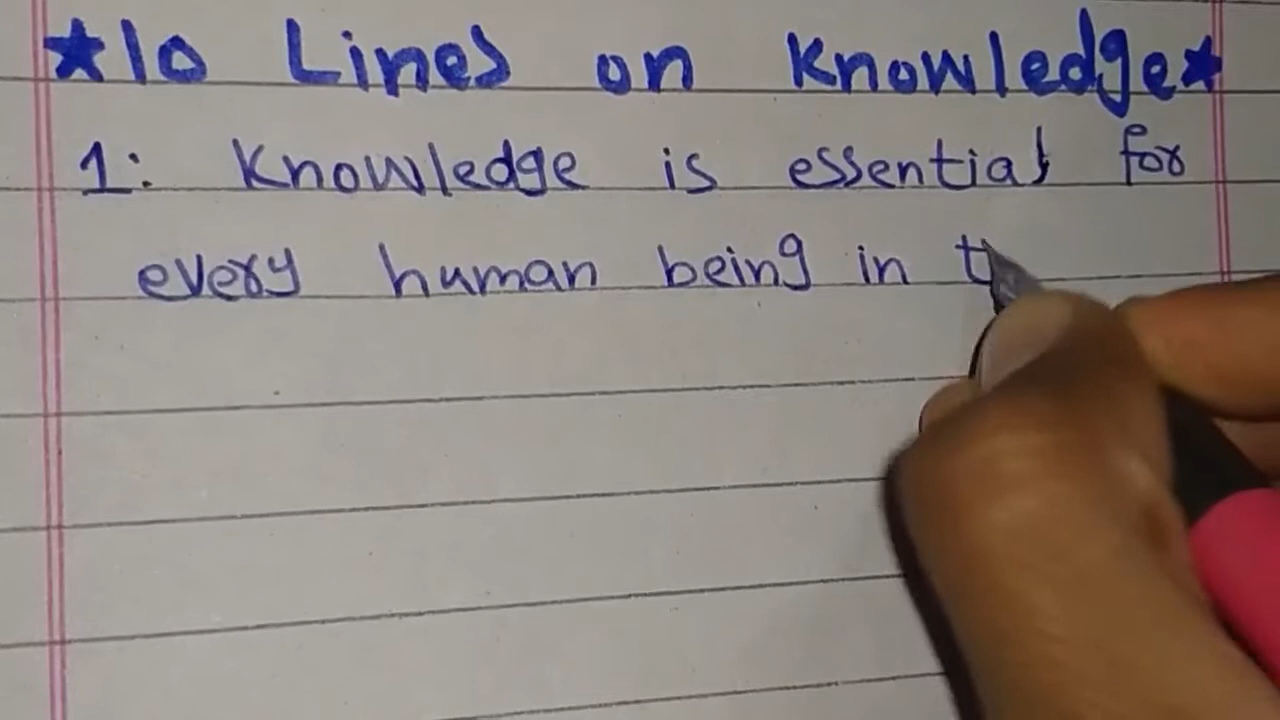 ★10 Lines on Knowledge★
1: Knowledge is essential for
every human being in